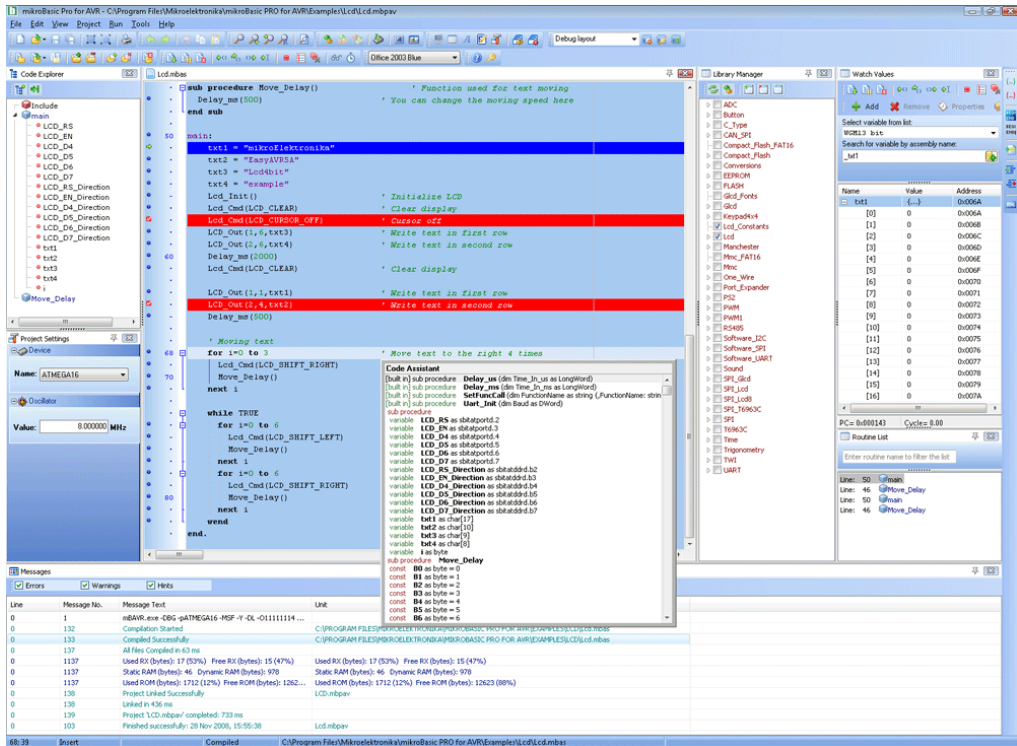 mikroBasic Pro for AVR - C:\Program Files\Mikroelektronika\mikroBasic PRO for AVR\Examples\Lcd\Lcd.mbpav
File Edit View Project Run Tools Help
Debug layout
Office 2003 Blue
Code Explorer
Include
main
LCD_RS
LCD_EN
LCD_D4
LCD_D5
LCD_D6
LCD_D7
LCD_RS_Direction
LCD_EN_Direction
LCD_D4_Direction
LCD_D5_Direction
LCD_D6_Direction
LCD_D7_Direction
txt1
txt2
txt3
txt4
i
Move_Delay
Project Settings
Device
Name: ATMEGA16
Oscillator
Value: 8.000000 MHz
Lcd.mbas
sub procedure Move_Delay() ' Function used for text moving
Delay_ms(500) ' You can change the moving speed here
end sub
50 main:
txt1 = "mikroElektronika"
txt2 = "EasyAVR5A"
txt3 = "Lcd4bit"
txt4 = "example"
Lcd_Init() ' Initialize LCD
Lcd_Cmd(LCD_CLEAR) ' Clear display
Lcd_Cmd(LCD_CURSOR_OFF) ' Cursor off
LCD_Out(1,6,txt3) ' Write text in first row
LCD_Out(2,6,txt4) ' Write text in second row
60 Delay_ms(2000)
Lcd_Cmd(LCD_CLEAR) ' Clear display
LCD_Out(1,1,txt1) ' Write text in first row
LCD_Out(2,4,txt2) ' Write text in second row
Delay_ms(500)
' Moving text
68 for i=0 to 3 ' Move text to the right 4 times
Lcd_Cmd(LCD_SHIFT_RIGHT)
70 Move_Delay()
next i
while TRUE
for i=0 to 6
Lcd_Cmd(LCD_SHIFT_LEFT)
Move_Delay()
next i
for i=0 to 6
Lcd_Cmd(LCD_SHIFT_RIGHT)
80 Move_Delay()
next i
wend
end.
Code Assistant
[built in] sub procedure Delay_us (dim Time_In_us as LongWord)
[built in] sub procedure Delay_ms (dim Time_In_ms as LongWord)
[built in] sub procedure SetFuncCall (dim FunctionName as string (,FunctionName: strin
[built in] sub procedure Uart_Init (dim Baud as DWord)
sub procedure
variable LCD_RS as sbitatportd.2
variable LCD_EN as sbitatportd.3
variable LCD_D4 as sbitatportd.4
variable LCD_D5 as sbitatportd.5
variable LCD_D6 as sbitatportd.6
variable LCD_D7 as sbitatportd.7
variable LCD_RS_Direction as sbitatddrd.b2
variable LCD_EN_Direction as sbitatddrd.b3
variable LCD_D4_Direction as sbitatddrd.b4
variable LCD_D5_Direction as sbitatddrd.b5
variable LCD_D6_Direction as sbitatddrd.b6
variable LCD_D7_Direction as sbitatddrd.b7
variable txt1 as char[17]
variable txt2 as char[10]
variable txt3 as char[9]
variable txt4 as char[8]
variable i as byte
sub procedure Move_Delay
const B0 as byte = 0
const B1 as byte = 1
const B2 as byte = 2
const B3 as byte = 3
const B4 as byte = 4
const B5 as byte = 5
const B6 as byte = 6
Library Manager
ADC
Button
C_Type
CAN_SPI
Compact_Flash_FAT16
Compact_Flash
Conversions
EEPROM
FLASH
Glcd_Fonts
Glcd
Keypad4x4
Lcd_Constants
Lcd
Manchester
Mmc_FAT16
Mmc
One_Wire
Port_Expander
PS2
PWM
PWM1
RS485
Software_I2C
Software_SPI
Software_UART
Sound
SPI_Glcd
SPI_Lcd
SPI_Lcd8
SPI_T6963C
SPI
T6963C
Time
Trigonometry
TWI
UART
Watch Values
Add Remove Properties
Select variable from list:
WGM13 bit
Search for variable by assembly name:
_txt1
Name Value Address
txt1 {...} 0x006A
[0] 0 0x006A
[1] 0 0x006B
[2] 0 0x006C
[3] 0 0x006D
[4] 0 0x006E
[5] 0 0x006F
[6] 0 0x0070
[7] 0 0x0071
[8] 0 0x0072
[9] 0 0x0073
[10] 0 0x0074
[11] 0 0x0075
[12] 0 0x0076
[13] 0 0x0077
[14] 0 0x0078
[15] 0 0x0079
[16] 0 0x007A
PC= 0x000143 Cycle= 0.00
Routine List
Enter routine name to filter the list
Line: 50 main
Line: 46 Move_Delay
Line: 50 main
Line: 46 Move_Delay
Messages
Errors Warnings Hints
Line Message No. Message Text Unit
0 1 mBAVR.exe -DBG -pATMEGA16 -MSF -Y -DL -O11111114 ...
0 132 Compilation Started C:\PROGRAM FILES\MIKROELEKTRONIKA\MIKROBASIC PRO FOR AVR\EXAMPLES\LCD\Lcd.mbas
0 133 Compiled Successfully C:\PROGRAM FILES\MIKROELEKTRONIKA\MIKROBASIC PRO FOR AVR\EXAMPLES\LCD\Lcd.mbas
0 137 All files Compiled in 63 ms
0 1137 Used RX (bytes): 17 (53%) Free RX (bytes): 15 (47%) Used RX (bytes): 17 (53%) Free RX (bytes): 15 (47%)
0 1137 Static RAM (bytes): 46 Dynamic RAM (bytes): 978 Static RAM (bytes): 46 Dynamic RAM (bytes): 978
0 1137 Used ROM (bytes): 1712 (12%) Free ROM (bytes): 1262... Used ROM (bytes): 1712 (12%) Free ROM (bytes): 12623 (88%)
0 138 Project Linked Successfully LCD.mbpav
0 138 Linked in 436 ms
0 139 Project 'LCD.mbpav' completed: 733 ms
0 103 Finished successfully: 28 Nov 2008, 15:55:38 Lcd.mbpav
68: 39 Insert Compiled C:\Program Files\Mikroelektronika\mikroBasic PRO for AVR\Examples\Lcd\Lcd.mbas